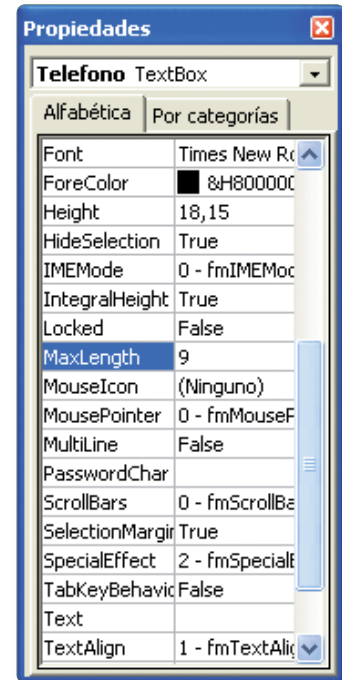 Propiedades
Telefono TextBox
Alfabética Por categorías
Font Times New Ro
ForeColor &H800000
Height 18,15
HideSelection True
IMEMode 0 - fmIMEMod
IntegralHeight True
Locked False
MaxLength 9
MouseIcon (Ninguno)
MousePointer 0 - fmMouseP
MultiLine False
PasswordChar
ScrollBars 0 - fmScrollBa
SelectionMargin True
SpecialEffect 2 - fmSpecialE
TabKeyBehavio False
Text
TextAlign 1 - fmTextAlig